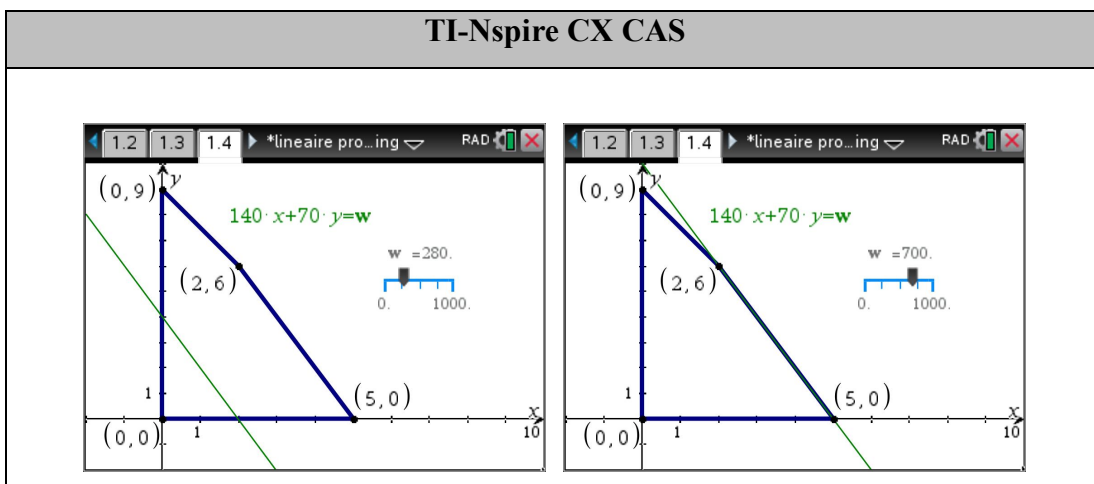 TI-Nspire CX CAS
1.2 1.3 1.4 *lineaire pro...ing RAD
(0,9) y
140·x+70·y=w
w =280.
(2,6)
0. 1000.
1
(5,0)
x
(0,0) 1 10
1.2 1.3 1.4 *lineaire pro...ing RAD
(0,9) y
140·x+70·y=w
w =700.
(2,6)
0. 1000.
1
(5,0)
x
(0,0) 1 10